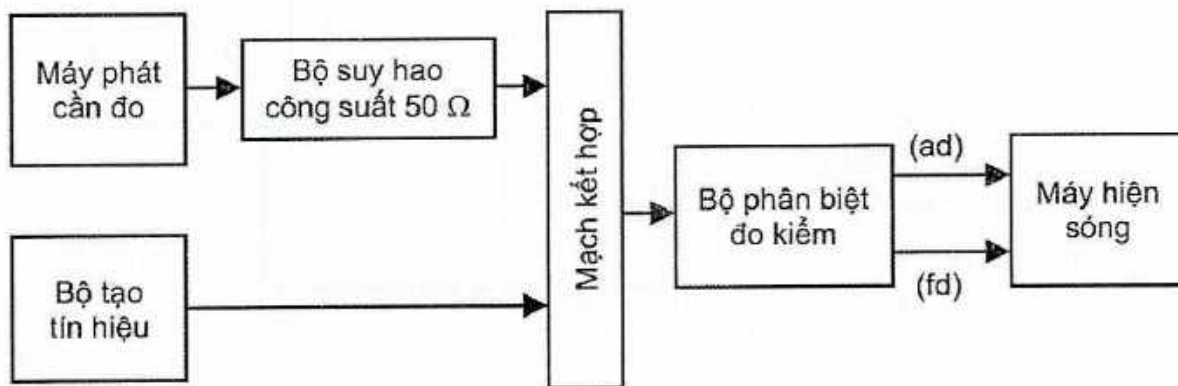 Máy phát
cần đo
Bộ suy hao
công suất 50 Ω
Bộ tạo
tín hiệu
Mạch kết hợp
Bộ phân biệt
đo kiểm
(ad)
(fd)
Máy hiện
sóng